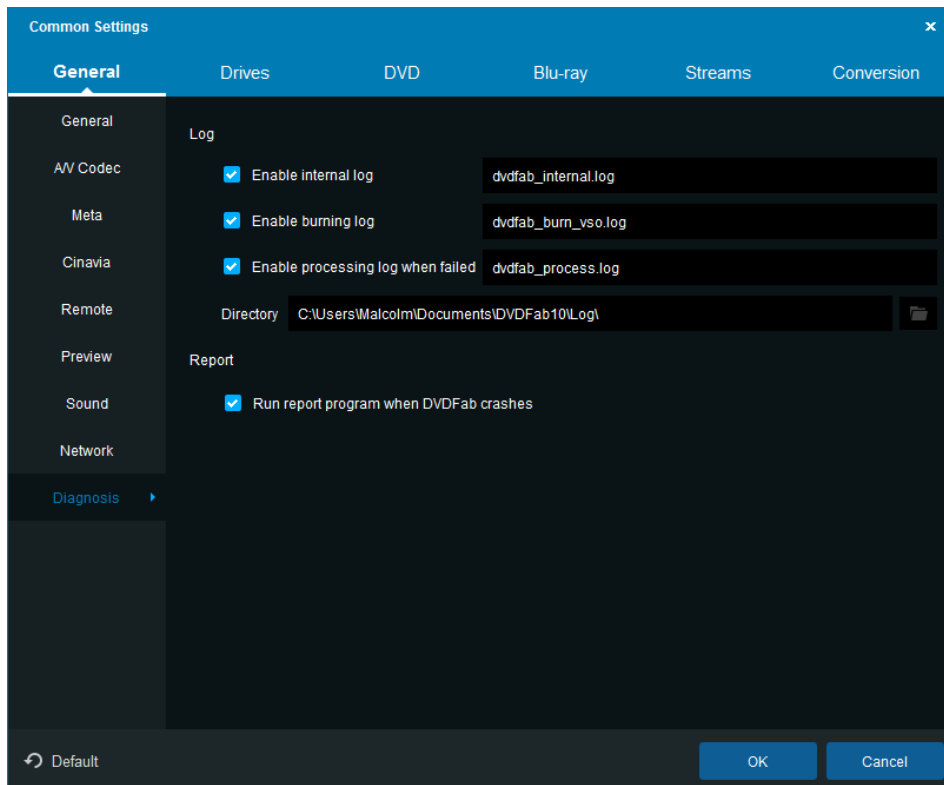 Common Settings
General Drives DVD Blu-ray Streams Conversion
General
A/V Codec
Meta
Cinavia
Remote
Preview
Sound
Network
Diagnosis
Log
Enable internal log dvdfab_internal.log
Enable burning log dvdfab_burn_vso.log
Enable processing log when failed dvdfab_process.log
Directory C:\Users\Malcolm\Documents\DVDFab10\Log\
Report
Run report program when DVDFab crashes
Default OK Cancel